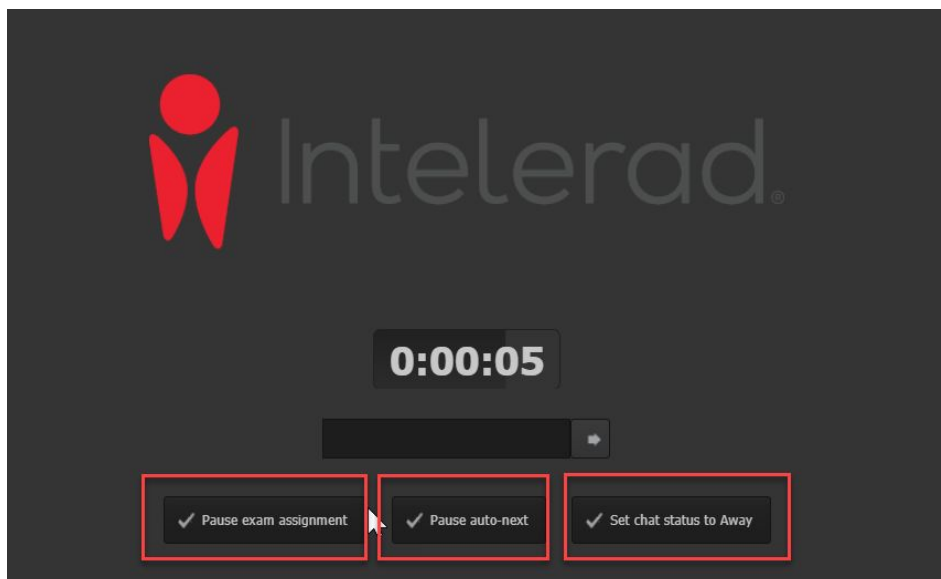 Intelerad®
0:00:05
Pause exam assignment
Pause auto-next
Set chat status to Away